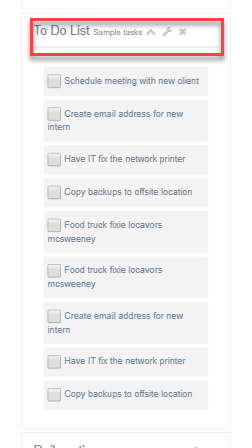 To Do List Sample tasks
Schedule meeting with new client
Create email address for new
intern
Have IT fix the network printer
Copy backups to offsite location
Food truck fixie locavors
mcsweeney
Food truck fixie locavors
mcsweeney
Create email address for new
intern
Have IT fix the network printer
Copy backups to offsite location